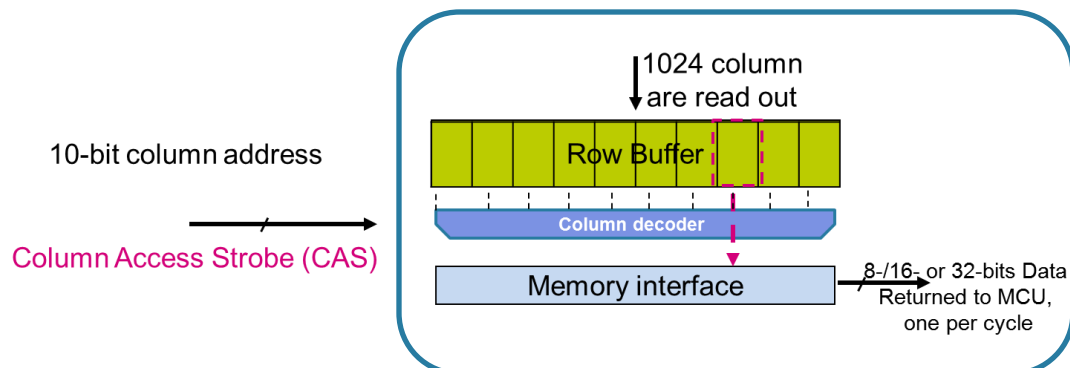 1024 column
are read out
10-bit column address
Row Buffer
Column decoder
Column Access Strobe (CAS)
Memory interface
8-/16- or 32-bits Data
Returned to MCU,
one per cycle